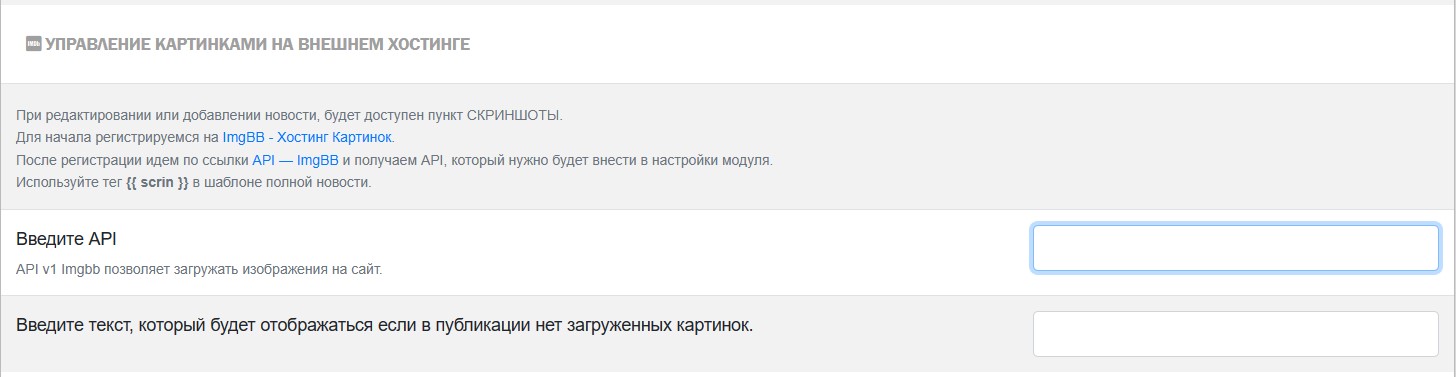 УПРАВЛЕНИЕ КАРТИНКАМИ НА ВНЕШНЕМ ХОСТИНГЕ
При редактировании или добавлении новости, будет доступен пункт СКРИНШОТЫ.
Для начала регистрируемся на ImgBB - Хостинг Картинок.
После регистрации идем по ссылки API — ImgBB и получаем API, который нужно будет внести в настройки модуля.
Используйте тег {{ scrin }} в шаблоне полной новости.
Введите API
API v1 Imgbb позволяет загружать изображения на сайт.
Введите текст, который будет отображаться если в публикации нет загруженных картинок.